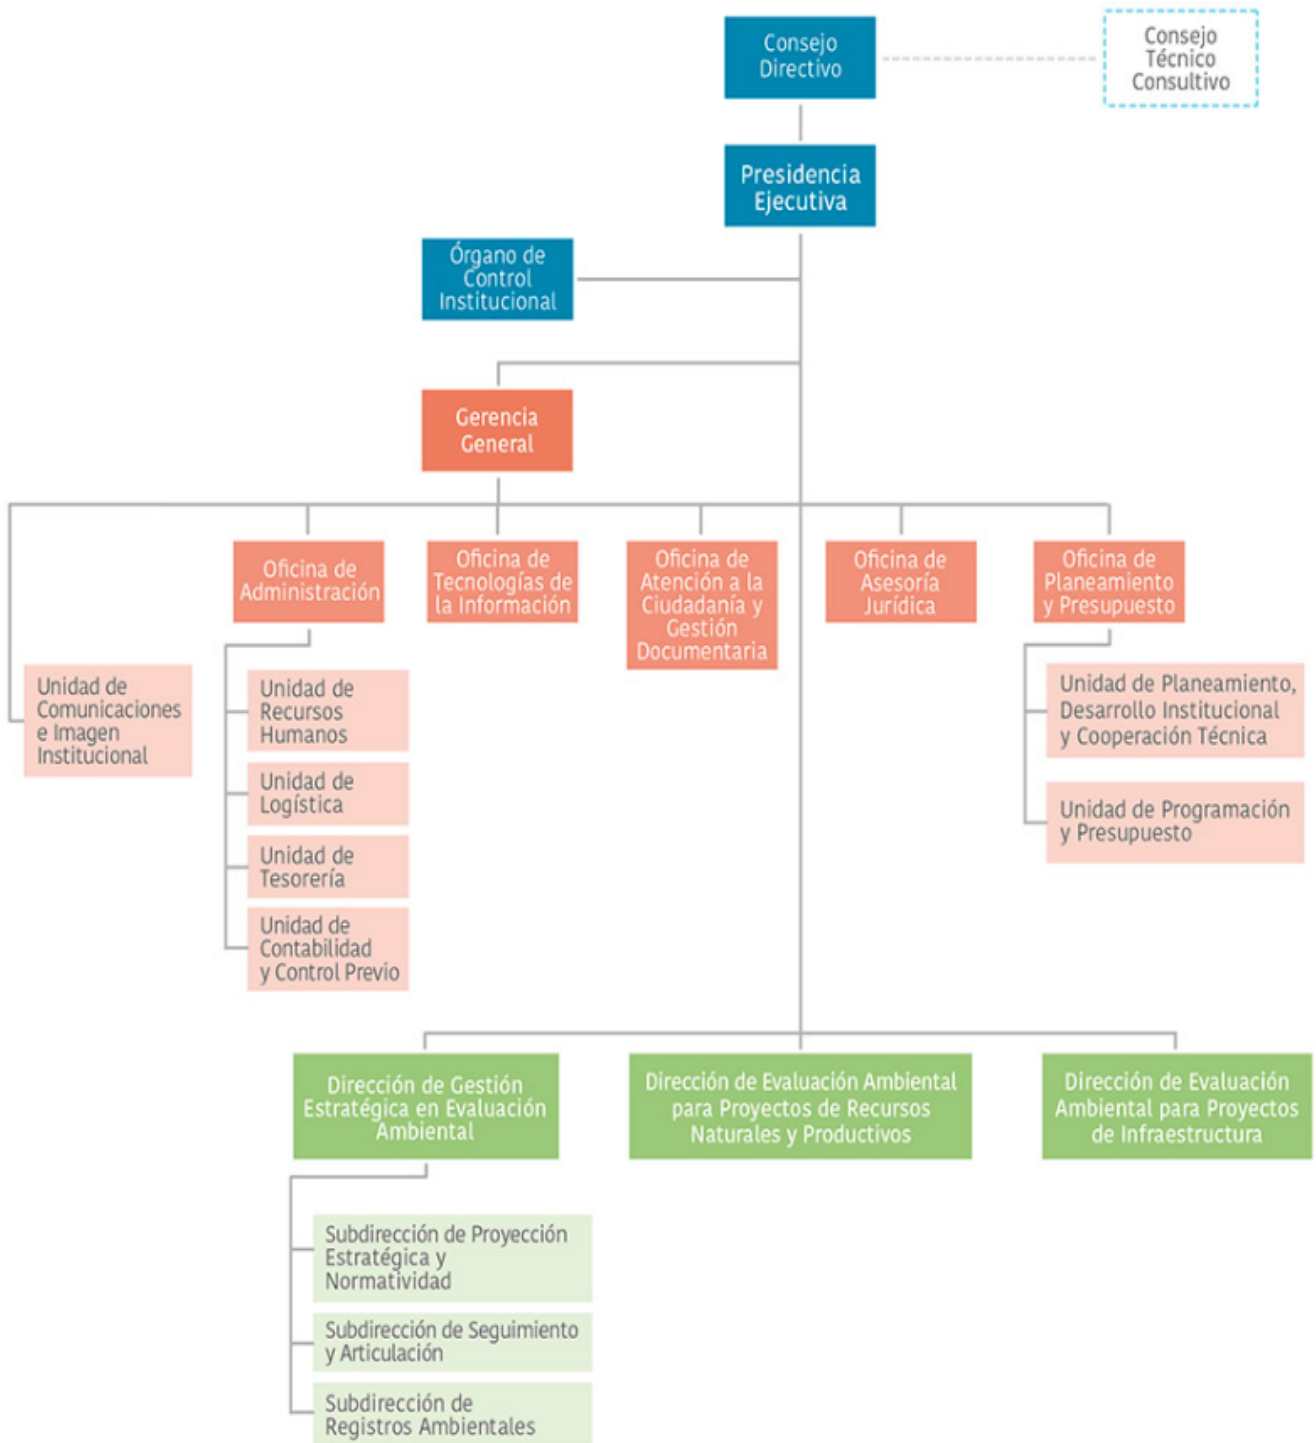 Consejo
Directivo
Consejo
Técnico
Consultivo
Presidencia
Ejecutiva
Órgano de
Control
Institucional
Gerencia
General
Oficina de
Administración
Oficina de
Tecnologías de
la Información
Oficina de
Atención a la
Ciudadanía y
Gestión
Documentaria
Oficina de
Asesoría
Jurídica
Oficina de
Planeamiento
y Presupuesto
Unidad de
Comunicaciones
e Imagen
Institucional
Unidad de
Recursos
Humanos
Unidad de
Logística
Unidad de
Tesorería
Unidad de
Contabilidad
y Control Previo
Unidad de Planeamiento,
Desarrollo Institucional
y Cooperación Técnica
Unidad de Programación
y Presupuesto
Dirección de Gestión
Estratégica en Evaluación
Ambiental
Dirección de Evaluación Ambiental
para Proyectos de Recursos
Naturales y Productivos
Dirección de Evaluación
Ambiental para Proyectos
de Infraestructura
Subdirección de Proyección
Estratégica y
Normatividad
Subdirección de Seguimiento
y Articulación
Subdirección de
Registros Ambientales